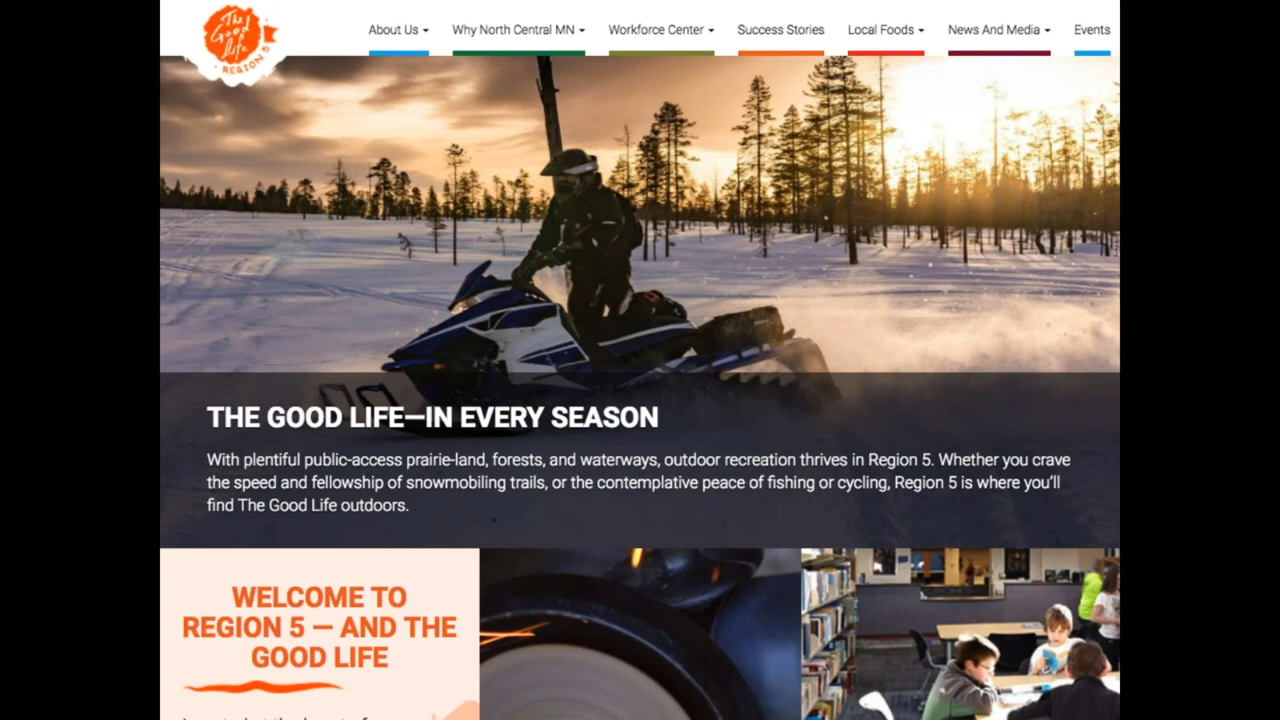 The
Good
Life
REGION 5
About Us
Why North Central MN
Workforce Center
Success Stories
Local Foods
News And Media
Events
THE GOOD LIFE—IN EVERY SEASON
With plentiful public-access prairie-land, forests, and waterways, outdoor recreation thrives in Region 5. Whether you crave
the speed and fellowship of snowmobiling trails, or the contemplative peace of fishing or cycling, Region 5 is where you’ll
find The Good Life outdoors.
WELCOME TO
REGION 5 — AND THE
GOOD LIFE